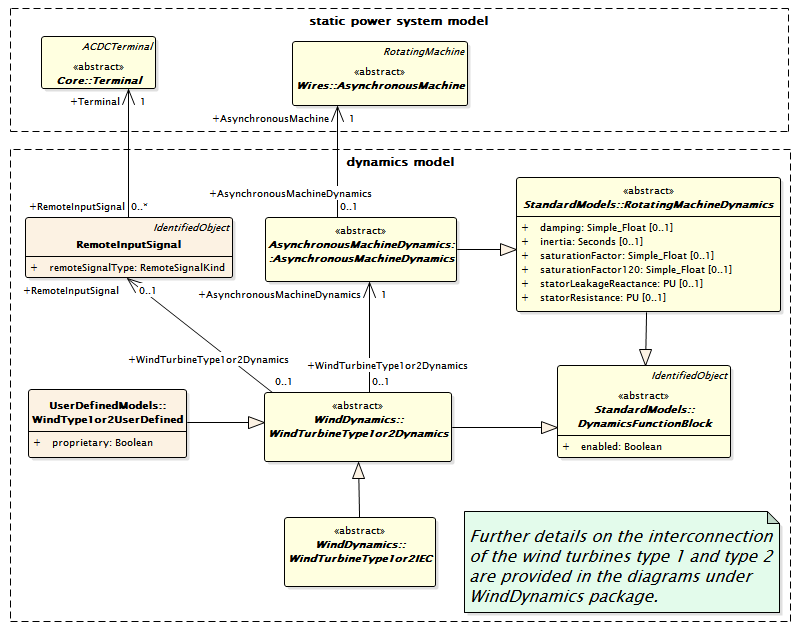 static power system model
ACDCTerminal
«abstract»
Core::Terminal
RotatingMachine
«abstract»
Wires::AsynchronousMachine
+Terminal 1
+AsynchronousMachine 1
dynamics model
+RemoteInputSignal 0..*
+AsynchronousMachineDynamics
0..1
IdentifiedObject
RemoteInputSignal
+ remoteSignalType: RemoteSignalKind
«abstract»
AsynchronousMachineDynamics:
:AsynchronousMachineDynamics
«abstract»
StandardModels::RotatingMachineDynamics
+ damping: Simple_Float [0..1]
+ inertia: Seconds [0..1]
+ saturationFactor: Simple_Float [0..1]
+ saturationFactor120: Simple_Float [0..1]
+ statorLeakageReactance: PU [0..1]
+ statorResistance: PU [0..1]
+RemoteInputSignal 0..1
+AsynchronousMachineDynamics 1
+WindTurbineType1or2Dynamics
0..1
+WindTurbineType1or2Dynamics
0..1
UserDefinedModels::
WindType1or2UserDefined
+ proprietary: Boolean
«abstract»
WindDynamics::
WindTurbineType1or2Dynamics
IdentifiedObject
«abstract»
StandardModels::
DynamicsFunctionBlock
+ enabled: Boolean
«abstract»
WindDynamics::
WindTurbineType1or2IEC
Further details on the interconnection
of the wind turbines type 1 and type 2
are provided in the diagrams under
WindDynamics package.